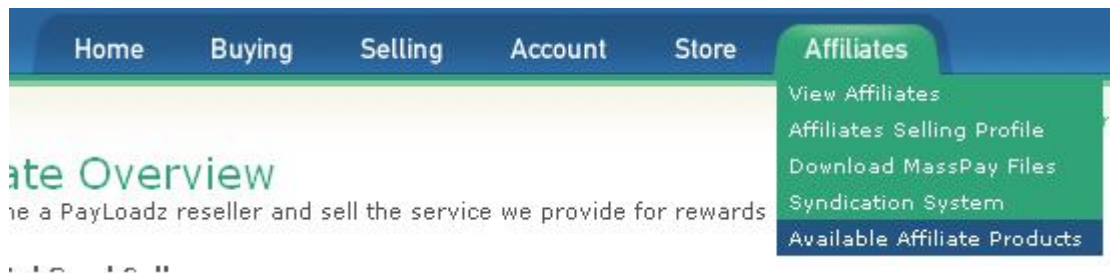 Home Buying Selling Account Store Affiliates
View Affiliates
Affiliates Selling Profile
Download MassPay Files
Syndication System
Available Affiliate Products
ate Overview
ne a PayLoadz reseller and sell the service we provide for rewards